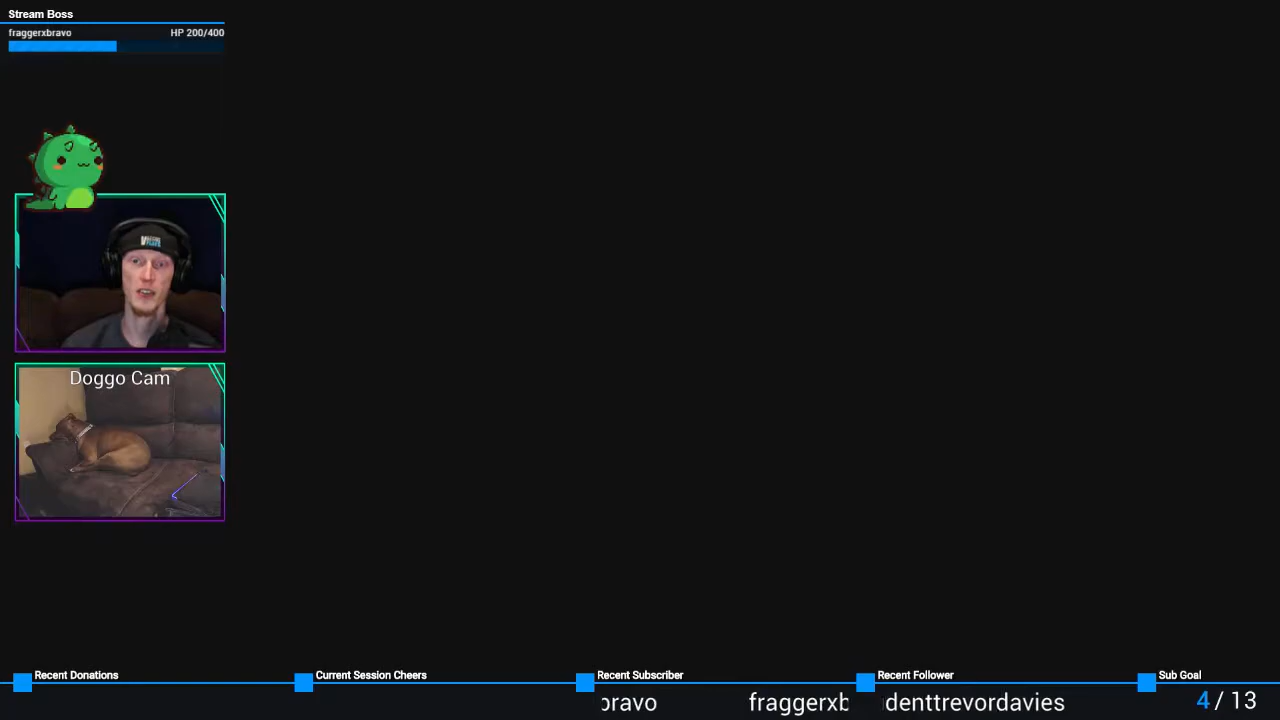 Stream Boss
fraggerxbravo HP 200/400
Doggo Cam
Recent Donations
Current Session Cheers
Recent Subscriber
bravo fraggerxb
Recent Follower
denttrevordavies
Sub Goal
4 / 13